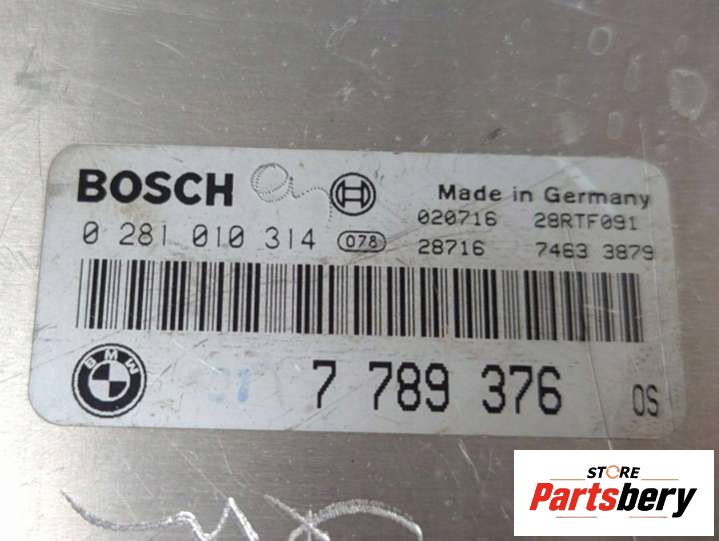 BOSCH
Made in Germany
020716 28RTF091
0 281 010 314 078
28716 7463 3879
BMW
7 789 376 OS
STORE
Partsbery